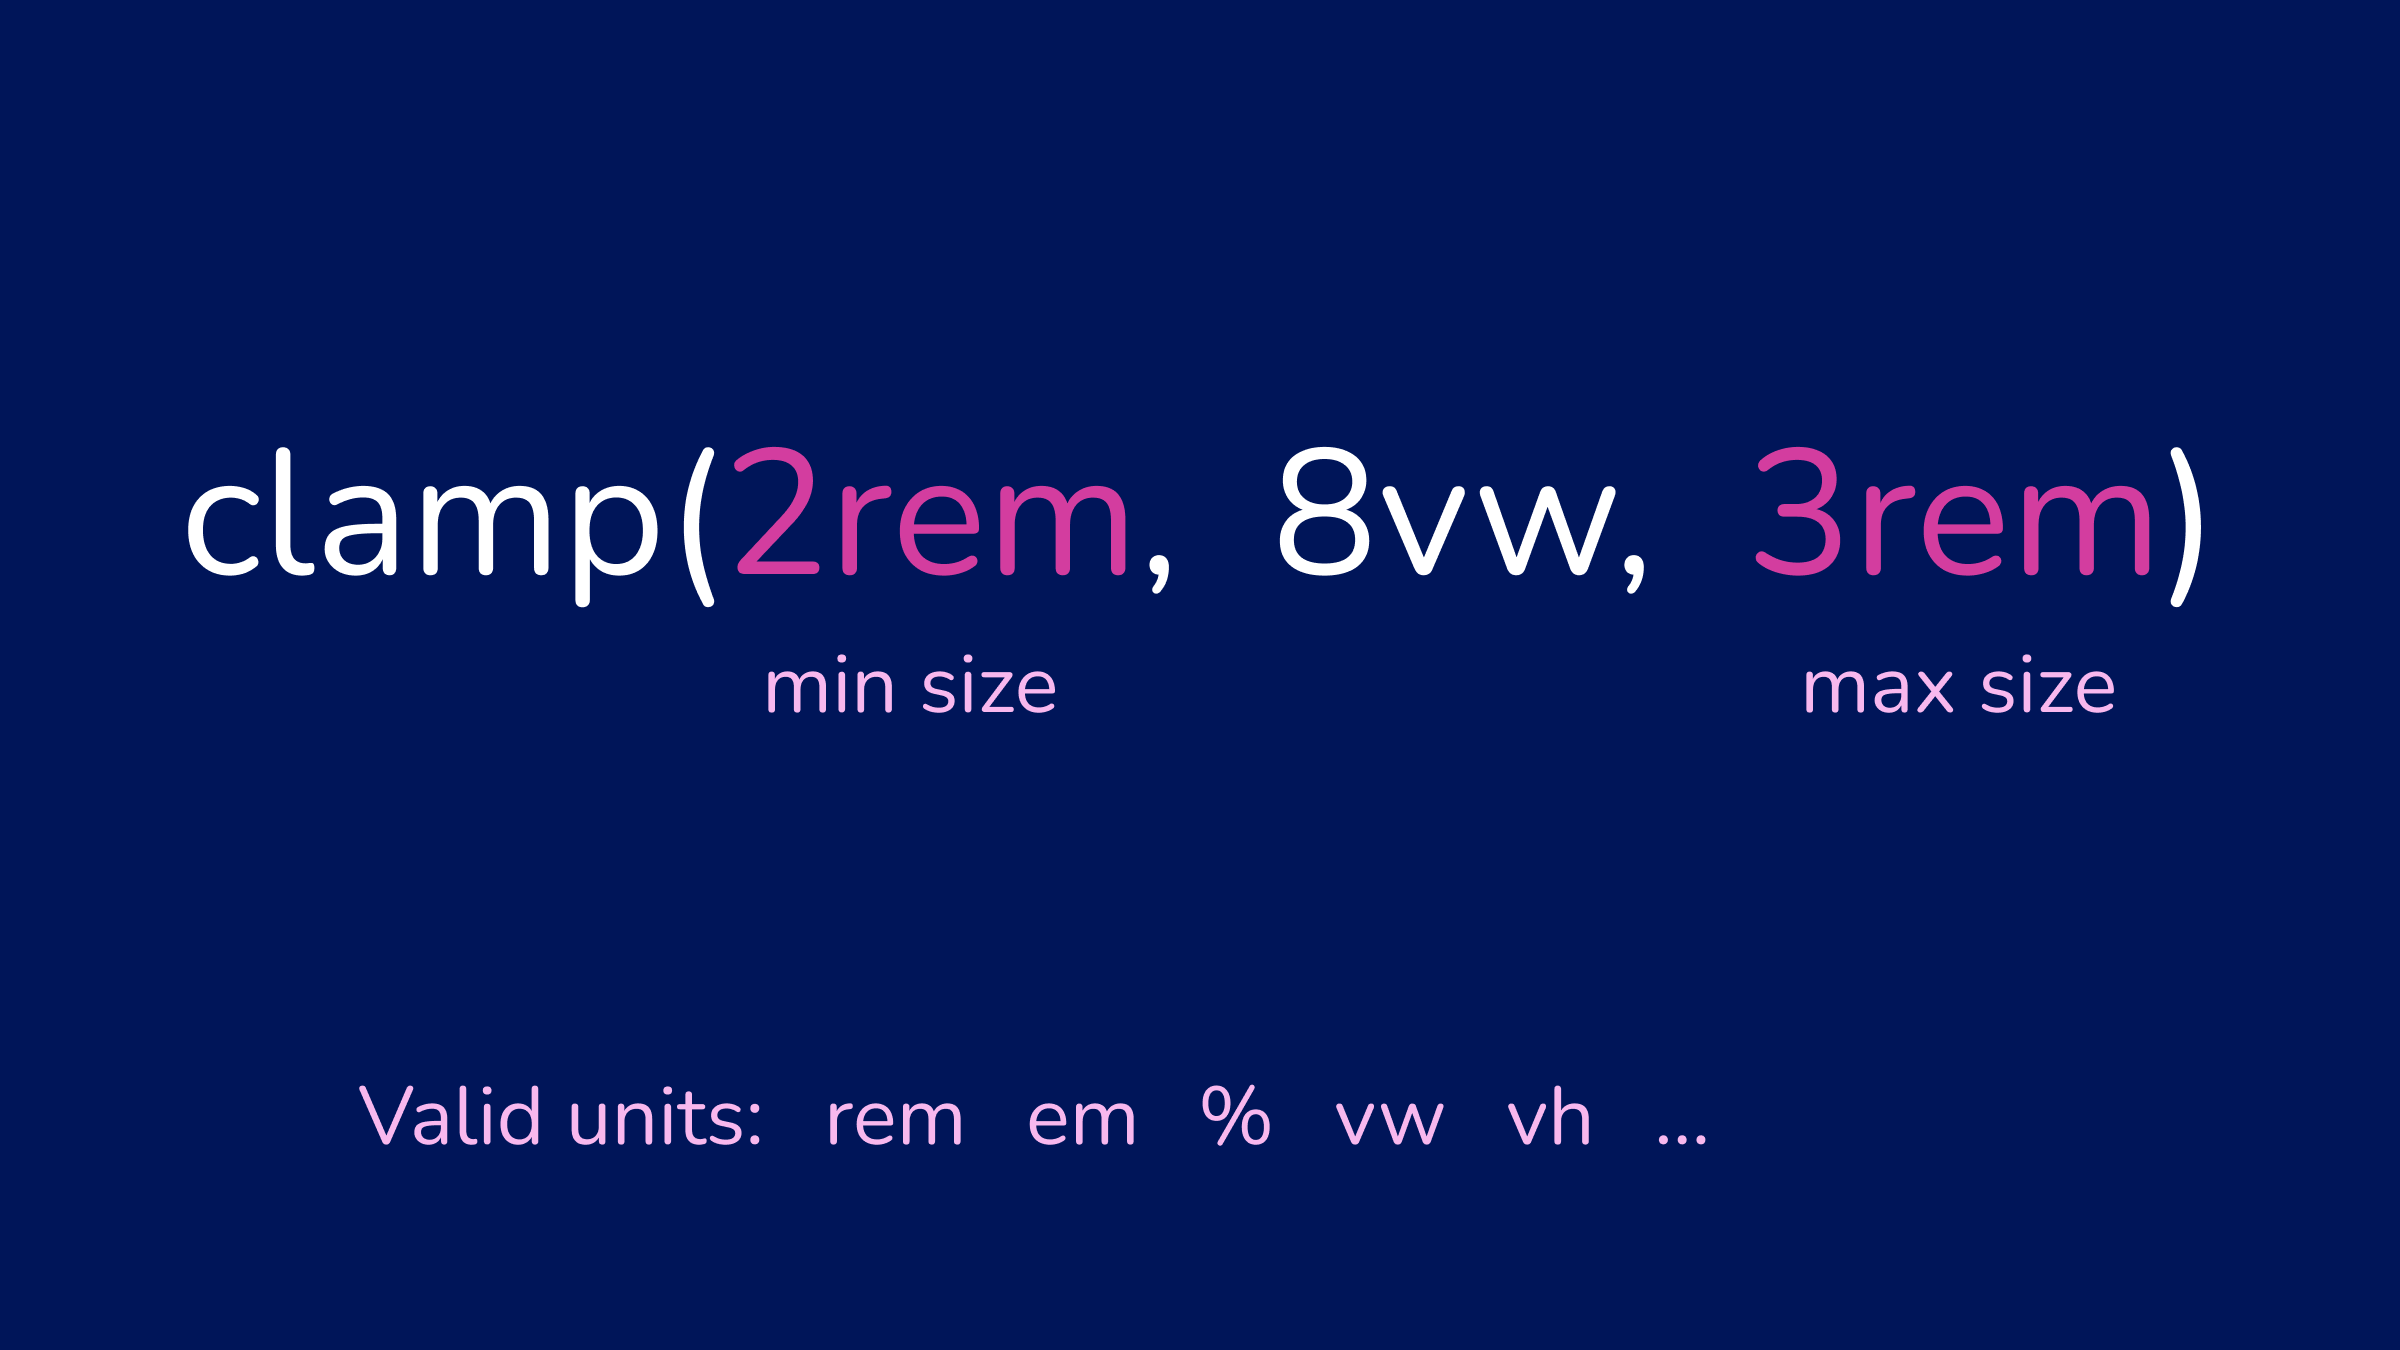 clamp(2rem, 8vw, 3rem)
min size max size
Valid units: rem em % vw vh ...